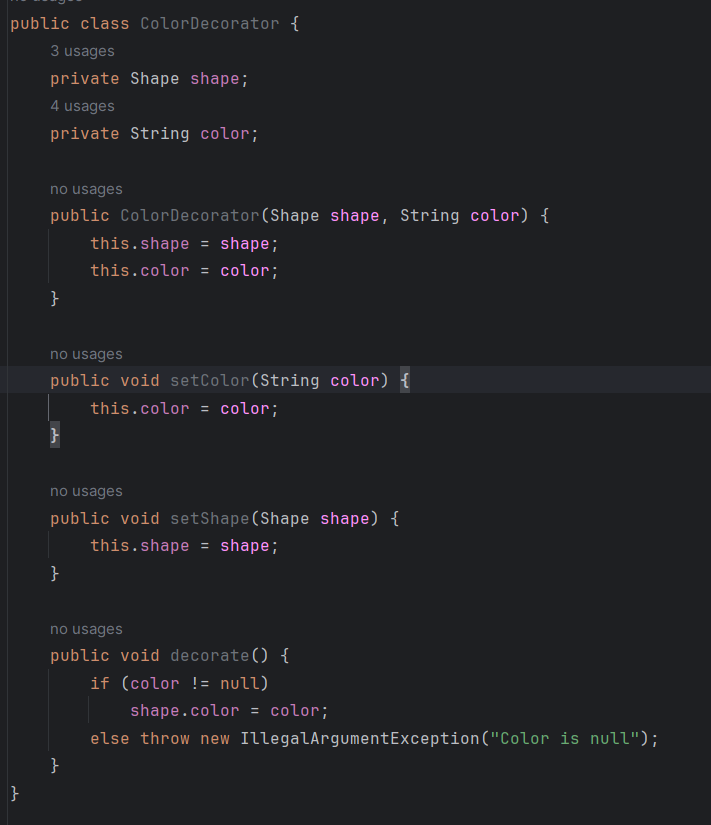 no usages
public class ColorDecorator {
3 usages
private Shape shape;
4 usages
private String color;
no usages
public ColorDecorator(Shape shape, String color) {
this.shape = shape;
this.color = color;
}
no usages
public void setColor(String color) {
this.color = color;
}
no usages
public void setShape(Shape shape) {
this.shape = shape;
}
no usages
public void decorate() {
if (color != null)
shape.color = color;
else throw new IllegalArgumentException("Color is null");
}
}